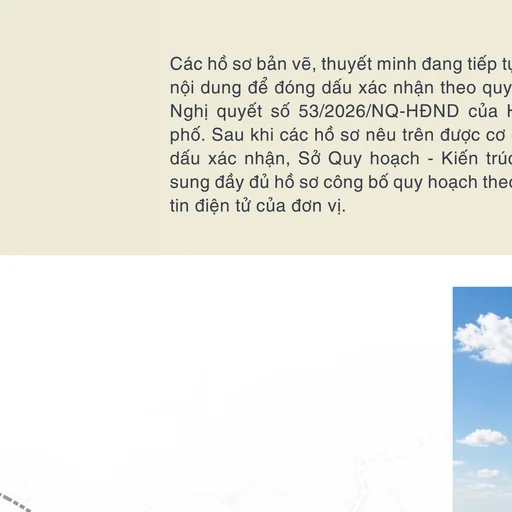 Các hồ sơ bản vẽ, thuyết minh đang tiếp
nội dung để đóng dấu xác nhận theo quy
Nghị quyết số 53/2026/NQ-HĐND của
phố. Sau khi các hồ sơ nêu trên được cơ
dấu xác nhận, Sở Quy hoạch - Kiến trúc
sung đầy đủ hồ sơ công bố quy hoạch theo
tin điện tử của đơn vị.